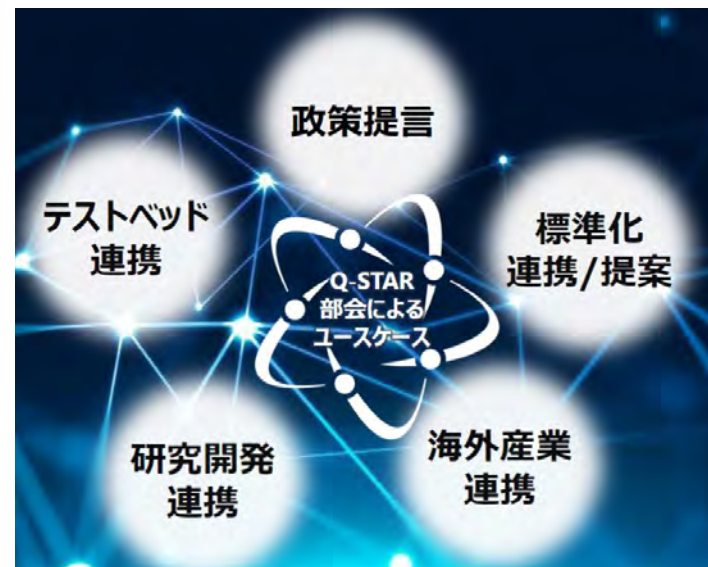 政策提言
テストベッド
連携
標準化
連携/提案
Q-STAR
部会による
ユースケース
研究開発
連携
海外産業
連携